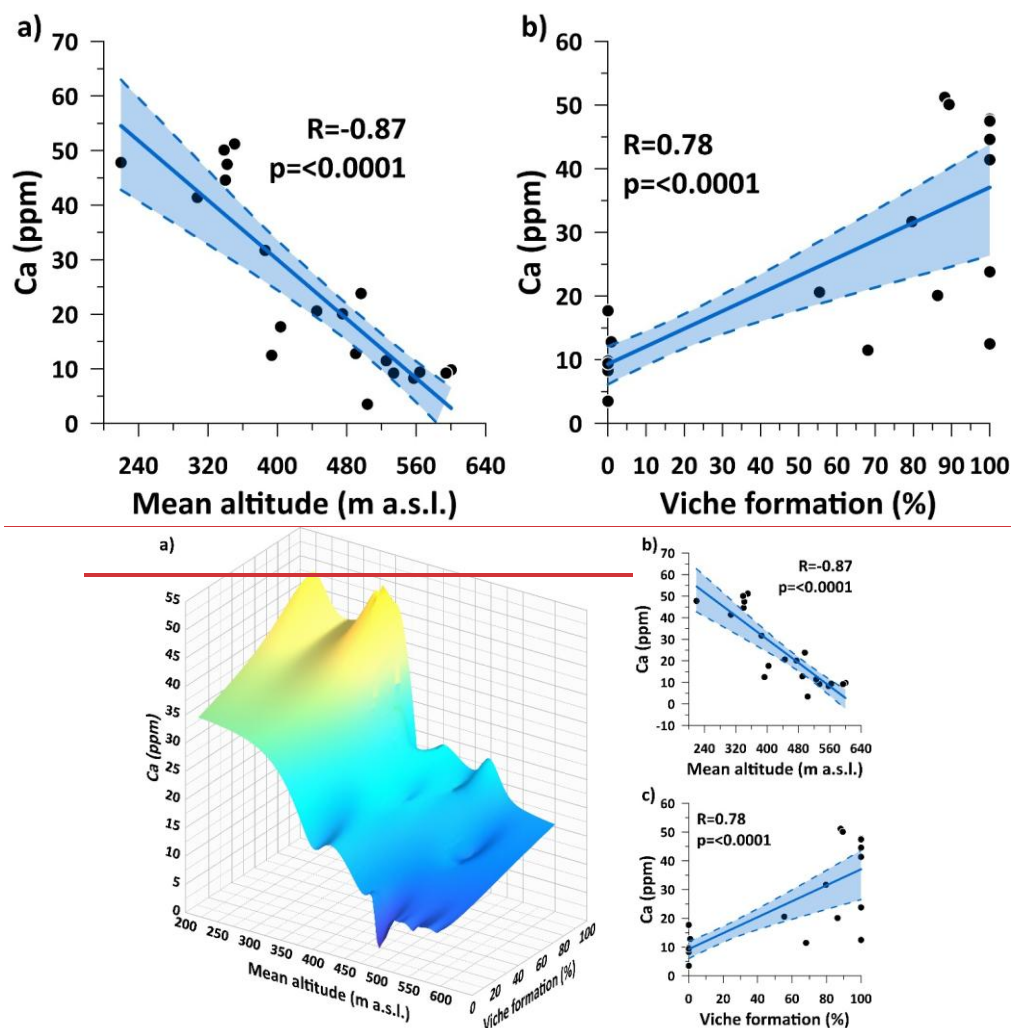 a)
70
60
50
40
30
20
10
0
Ca (ppm)
R=-0.87
p=<0.0001
240 320 400 480 560 640
Mean altitude (m a.s.l.)
b)
60
50
40
30
20
10
0
Ca (ppm)
R=0.78
p=<0.0001
0 10 20 30 40 50 60 70 80 90 100
Viche formation (%)
a)
55
50
45
40
35
30
25
20
15
10
5
0
Ca (ppm)
200 250 300 350 400 450 500 550 600
Mean altitude (m a.s.l.)
0 20 40 60 80 100
Viche formation (%)
b)
70
60
50
40
30
20
10
0
-10
Ca (ppm)
R=-0.87
p=<0.0001
240 320 400 480 560 640
Mean altitude (m a.s.l.)
c)
60
50
40
30
20
10
0
Ca (ppm)
R=0.78
p=<0.0001
0 20 40 60 80 100
Viche formation (%)